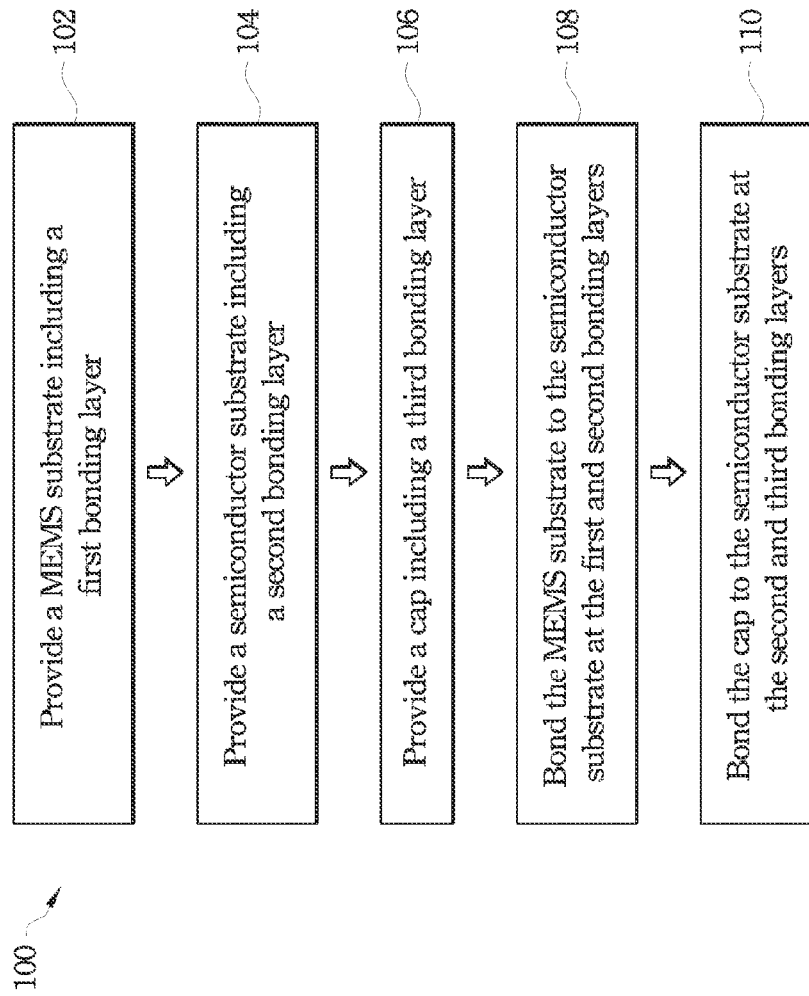 100
Provide a MEMS substrate including a
first bonding layer
102
Provide a semiconductor substrate including
a second bonding layer
104
Provide a cap including a third bonding layer
106
Bond the MEMS substrate to the semiconductor
substrate at the first and second bonding layers
108
Bond the cap to the semiconductor substrate at
the second and third bonding layers
110